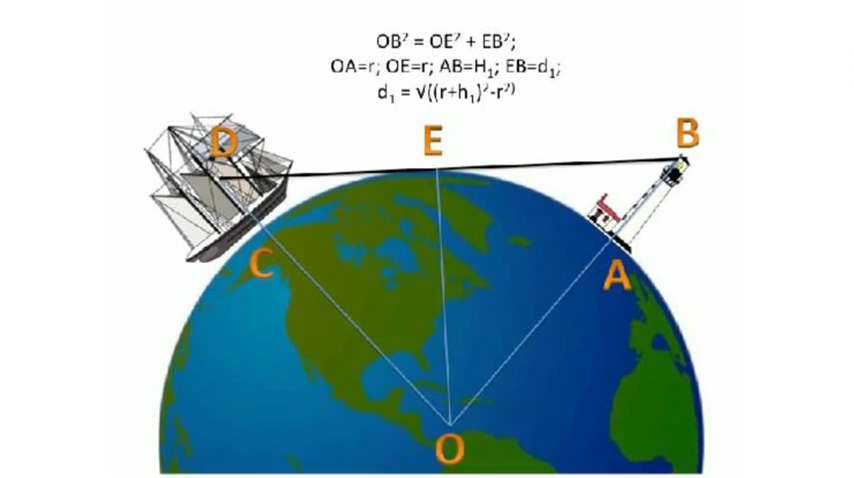 OB² = OE² + EB²;
OA=r; OE=r; AB=H₁; EB=d₁;
d₁ = √((r+h₁)²-r²)
D
E
B
C
A
O